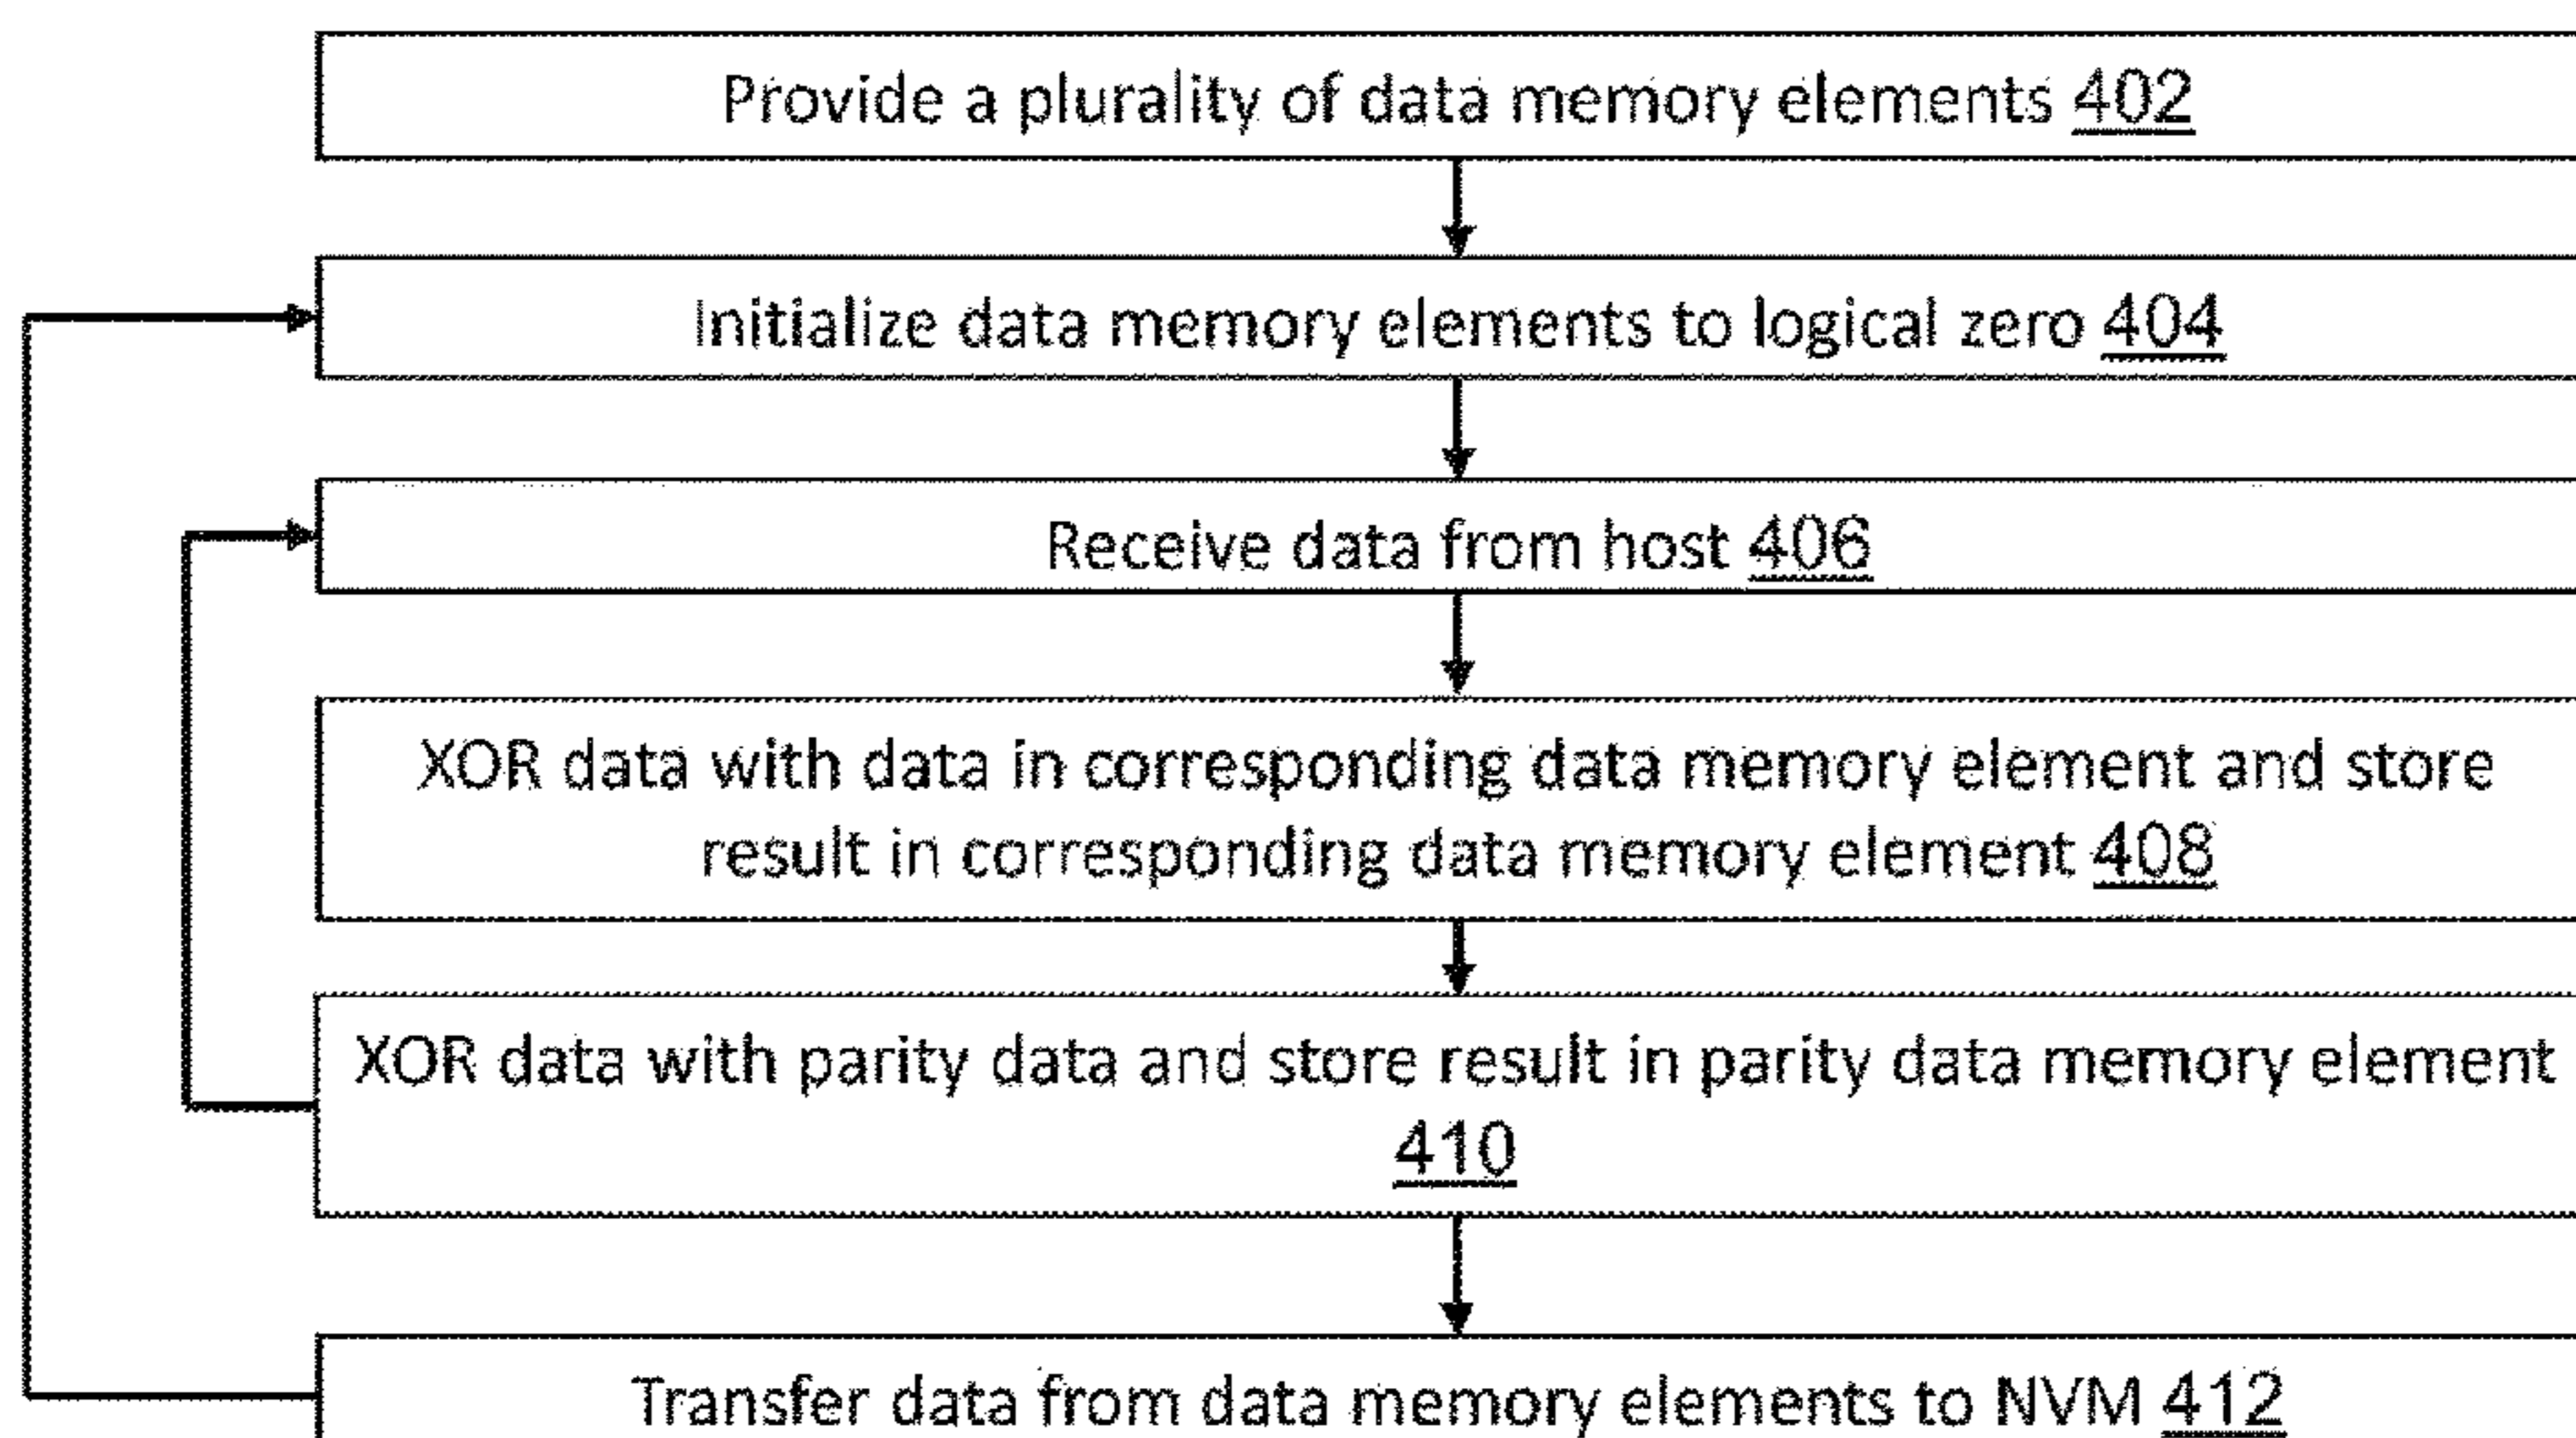 Provide a plurality of data memory elements 402
Initialize data memory elements to logical zero 404
Receive data from host 406
XOR data with data in corresponding data memory element and store
result in corresponding data memory element 408
XOR data with parity data and store result in parity data memory element
410
Transfer data from data memory elements to NVM 412